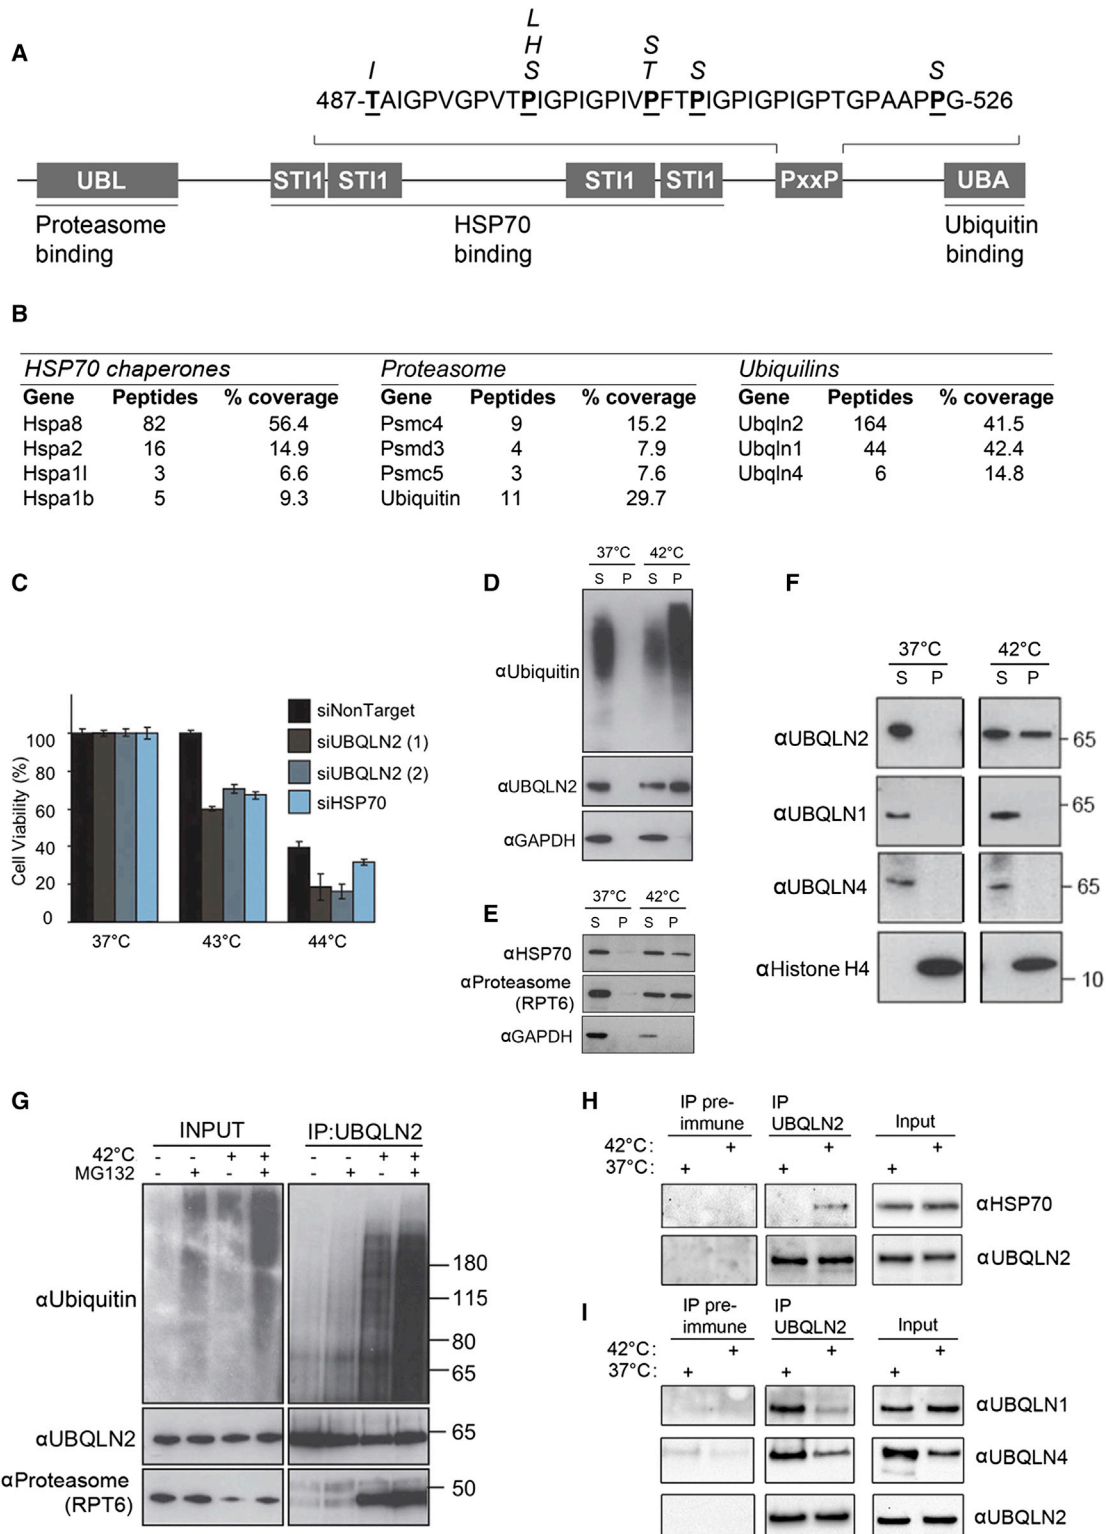 A
L
H S
I S T S S
487-TAIGPVGPVTPIGPIGPIVPFTPIGPIGPIGPTGPAAPPG-526
UBL STI1 STI1 STI1 STI1 PxxP UBA
Proteasome binding HSP70 binding Ubiquitin binding
B
HSP70 chaperones Proteasome Ubiquilins
Gene Peptides % coverage Gene Peptides % coverage Gene Peptides % coverage
Hspa8 82 56.4 Psmc4 9 15.2 Ubqln2 164 41.5
Hspa2 16 14.9 Psmd3 4 7.9 Ubqln1 44 42.4
Hspa1l 3 6.6 Psmc5 3 7.6 Ubqln4 6 14.8
Hspa1b 5 9.3 Ubiquitin 11 29.7
C
Cell Viability (%)
100
80
60
40
20
0
37°C 43°C 44°C
siNonTarget
siUBQLN2 (1)
siUBQLN2 (2)
siHSP70
D
37°C 42°C
S P S P
αUbiquitin
αUBQLN2
αGAPDH
E
37°C 42°C
S P S P
αHSP70
αProteasome
(RPT6)
αGAPDH
F
37°C 42°C
S P S P
αUBQLN2 65
αUBQLN1 65
αUBQLN4 65
αHistone H4 10
G
INPUT IP:UBQLN2
42°C - - + + - - + +
MG132 - + - + - + - +
αUbiquitin
180
115
80
65
αUBQLN2 65
αProteasome 50
(RPT6)
H
IP pre- IP Input
immune UBQLN2
42°C: + + +
37°C: + + +
αHSP70
αUBQLN2
I
IP pre- IP Input
immune UBQLN2
42°C: + + +
37°C: + + +
αUBQLN1
αUBQLN4
αUBQLN2